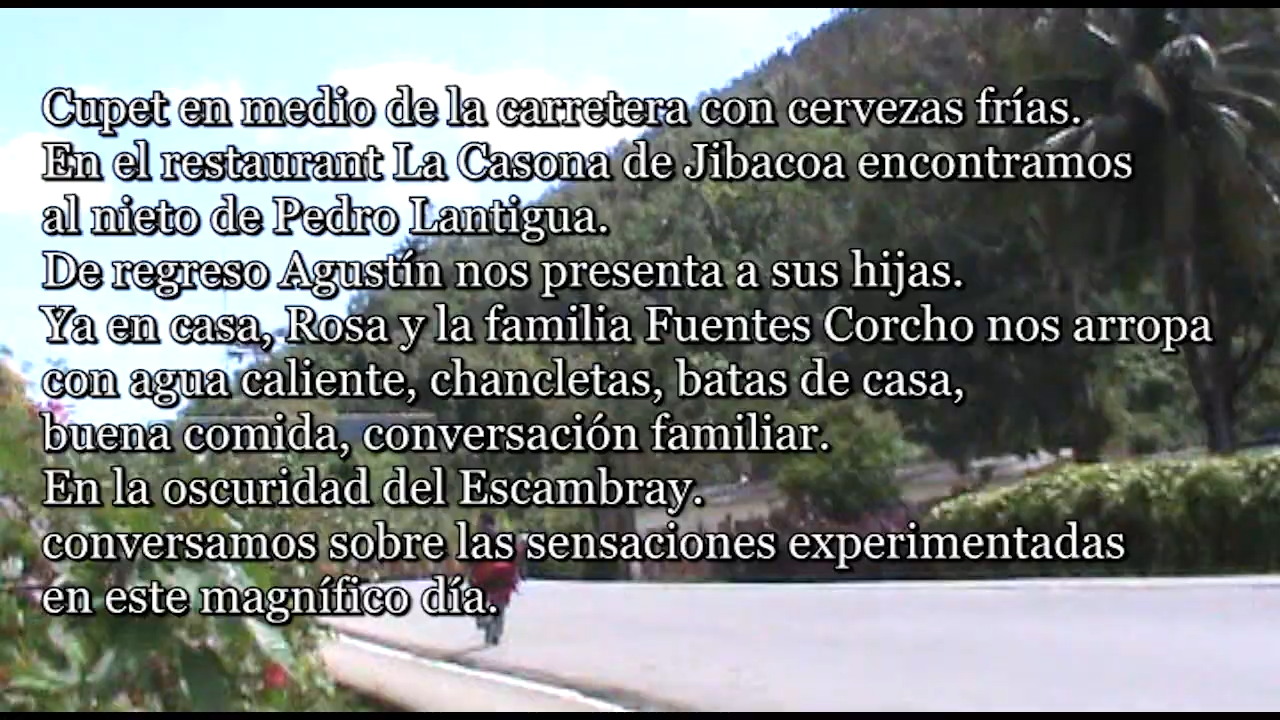 Cupet en medio de la carretera con cervezas frías.
En el restaurant La Casona de Jibacoa encontramos
al nieto de Pedro Lantigua.
De regreso Agustín nos presenta a sus hijas.
Ya en casa, Rosa y la familia Fuentes Corcho nos arropa
con agua caliente, chancletas, batas de casa,
buena comida, conversación familiar.
En la oscuridad del Escambray.
conversamos sobre las sensaciones experimentadas
en este magnífico día.